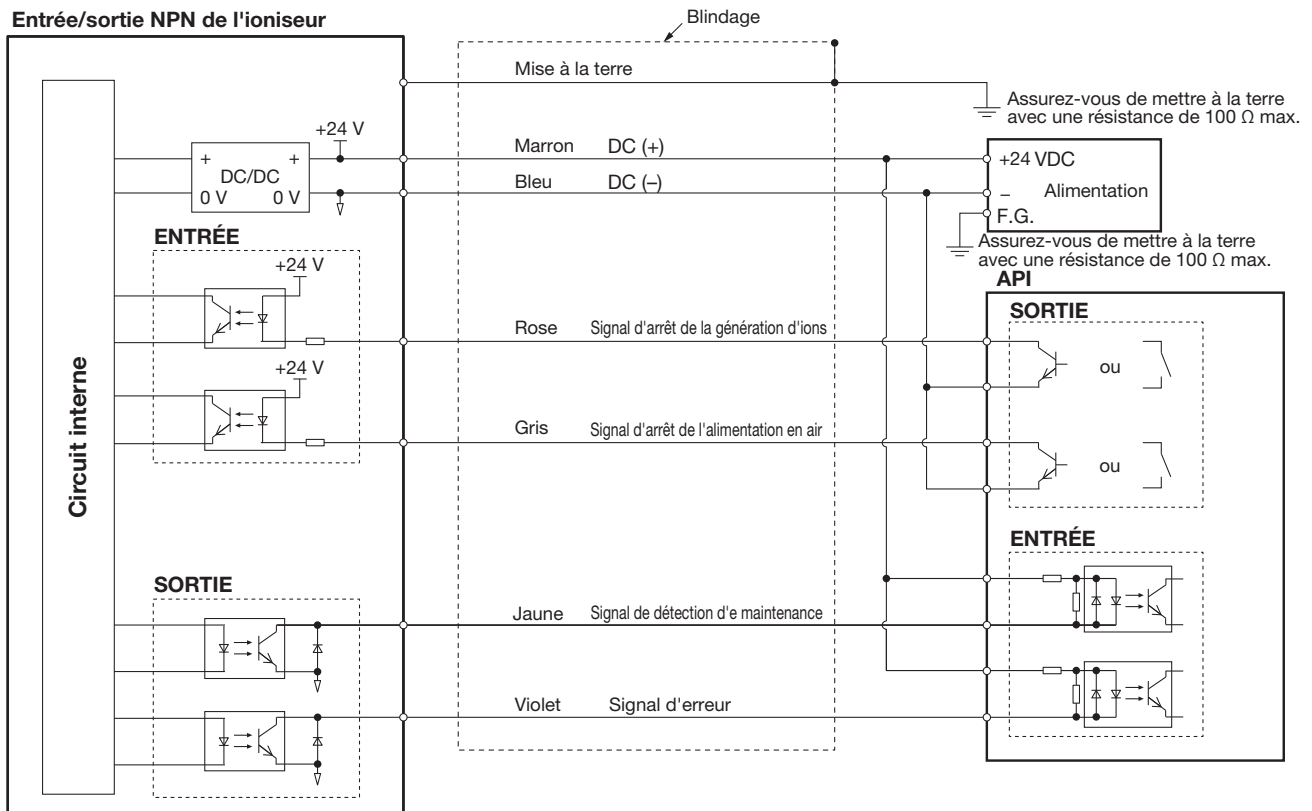 Entrée/sortie NPN de l'ioniseur
Blindage
Mise à la terre
Assurez-vous de mettre à la terre
avec une résistance de 100 Ω max.
+24 V
Marron DC (+)
+ +
DC/DC
0 V 0 V
Bleu DC (–)
+24 VDC
– Alimentation
F.G.
Assurez-vous de mettre à la terre
avec une résistance de 100 Ω max.
ENTRÉE
+24 V
API
SORTIE
Rose Signal d'arrêt de la génération d'ions
ou
+24 V
Gris Signal d'arrêt de l'alimentation en air
ou
Circuit interne
ENTRÉE
SORTIE
Jaune Signal de détection d'e maintenance
Violet Signal d'erreur